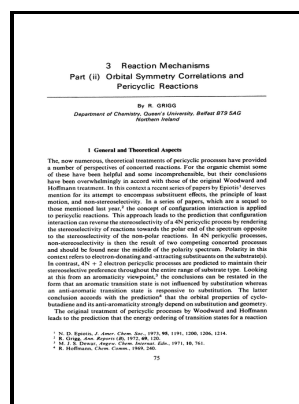 3 Reaction Mechanisms
Part (ii) Orbital Symmetry Correlations and
Pericyclic Reactions
By R. GRIGG
Department of Chemistry, Queen's University, Belfast BT9 5AG
Northern Ireland
1 General and Theoretical Aspects
The, now numerous, theoretical treatments of pericyclic processes have provided
a number of perspectives of concerted reactions. For the organic chemist some
of these have been helpful and some incomprehensible, but their conclusions
have been overwhelmingly in accord with those of the original Woodward and
Hoffmann treatment. In this context a recent series of papers by Epiotis¹ deserves
mention for its attempt to encompass substituent effects, the principle of least
motion, and non-stereoselectivity. In a series of papers, which are a sequel to
those mentioned last year,² the concept of configuration interaction is applied
to pericyclic reactions. This approach leads to the prediction that configuration
interaction can reverse the stereoselectivity of a 4N pericyclic process by rendering
the stereoselectivity of reactions towards the polar end of the spectrum opposite
to the stereoselectivity of the non-polar reactions. In 4N pericyclic processes,
non-stereoselectivity is then the result of two competing concerted processes
and should be found near the middle of the polarity spectrum. Polarity in this
context refers to electron-donating and -attracting substituents on the substrate(s).
In contrast, 4N + 2 electron pericyclic processes are predicted to maintain their
stereoselective preference throughout the entire range of substrate type. Looking
at this from an aromaticity viewpoint,³ the conclusions can be restated in the
form that an aromatic transition state is not influenced by substitution whereas
an anti-aromatic transition state is responsive to substitution. The latter
conclusion accords with the prediction⁴ that the orbital properties of cyclo-
butadiene and its anti-aromaticity strongly depend on substitution and geometry.
The original treatment of pericyclic processes by Woodward and Hoffmann
leads to the prediction that the energy ordering of transition states for a reaction
¹ N. D. Epiotis, J. Amer. Chem. Soc., 1973, 95, 1191, 1200, 1206, 1214.
² R. Grigg, Ann. Reports (B), 1972, 69, 120.
³ M. J. S. Dewar, Angew. Chem. Internat. Edn., 1971, 10, 761.
⁴ R. Hoffmann, Chem. Comm., 1969, 240.
75